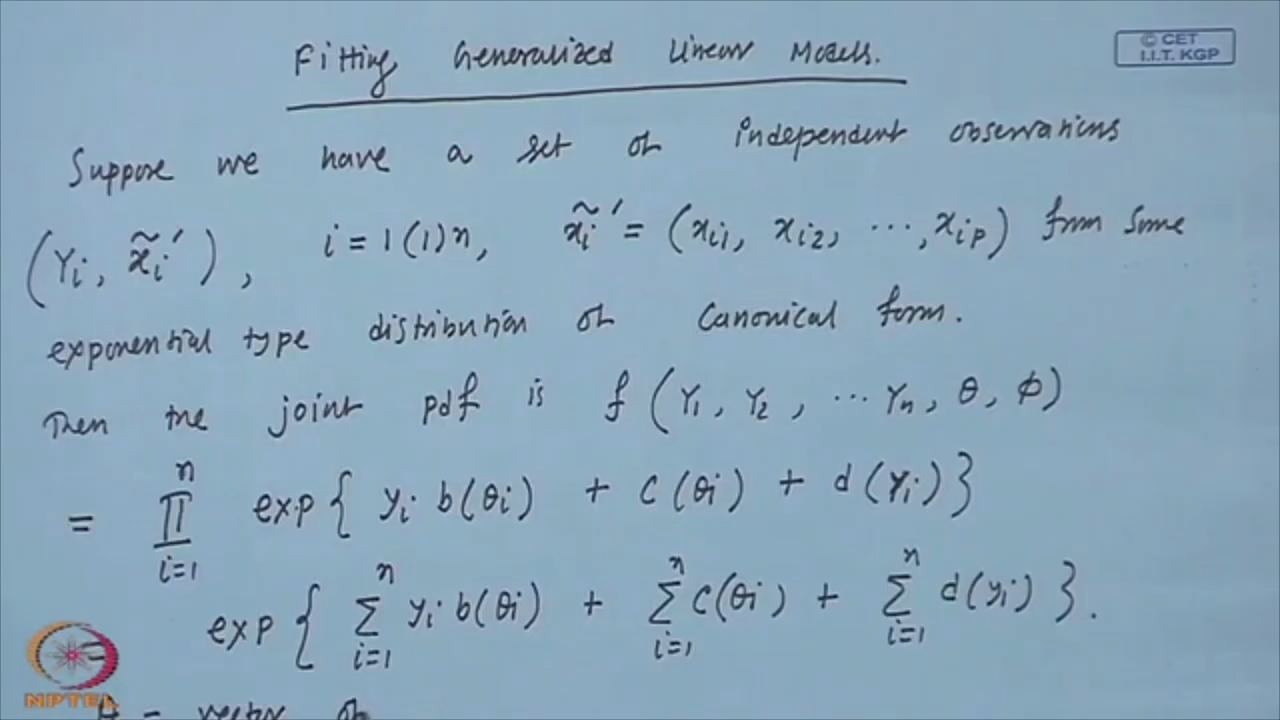 Fitting Generalized Linear Models.
© CET
I.I.T. KGP
Suppose we have a set of independent observations
(Yi, x̃i′), i = 1(1)n, x̃i′ = (xi1, xi2, ⋯, xip) from some
exponential type distribution of canonical form.
Then the joint pdf is f(Y1, Y2, ⋯ Yn, θ, ϕ)
= ∏_{i=1}^{n} exp{ yi b(θi) + c(θi) + d(yi) }
exp { ∑_{i=1}^{n} yi b(θi) + ∑_{i=1}^{n} c(θi) + ∑_{i=1}^{n} d(yi) }.
θ – vector of
NPTEL